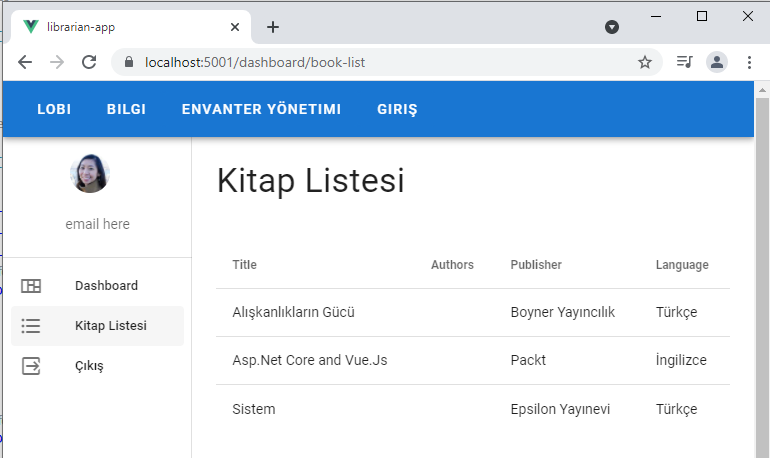 librarian-app
localhost:5001/dashboard/book-list
LOBI BILGI ENVANTER YÖNETIMI GIRIŞ
email here
Dashboard
Kitap Listesi
Çıkış
Kitap Listesi
Title Authors Publisher Language
Alışkanlıkların Gücü Boyner Yayıncılık Türkçe
Asp.Net Core and Vue.Js Packt İngilizce
Sistem Epsilon Yayınevi Türkçe